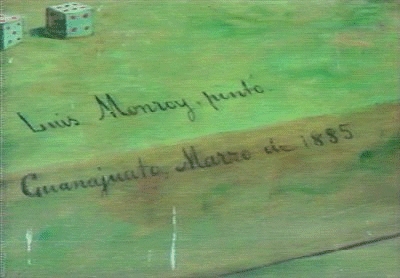 Luis Monroy. pintó.
Guanajuato, Marzo de 1885